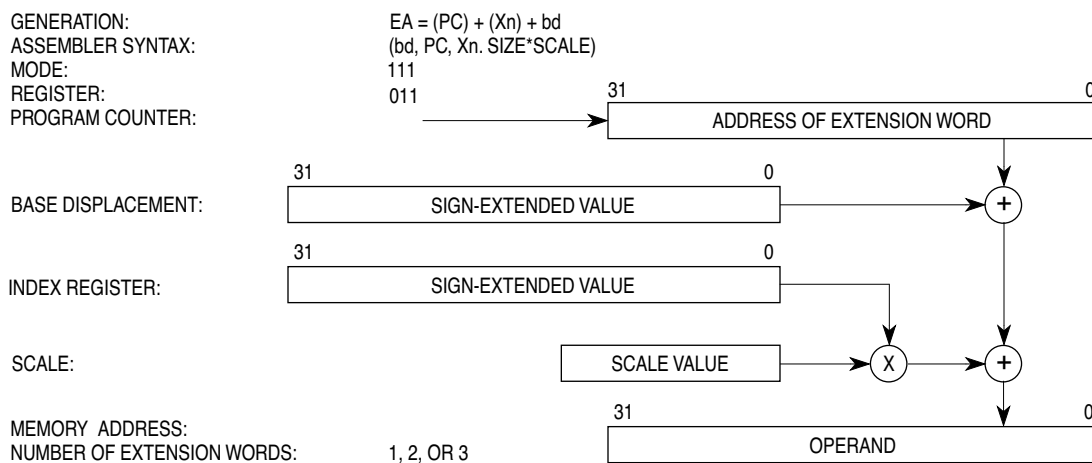 GENERATION: EA = (PC) + (Xn) + bd
ASSEMBLER SYNTAX: (bd, PC, Xn. SIZE*SCALE)
MODE: 111
REGISTER: 011
31 0
PROGRAM COUNTER: ADDRESS OF EXTENSION WORD
31 0
BASE DISPLACEMENT: SIGN-EXTENDED VALUE +
31 0
INDEX REGISTER: SIGN-EXTENDED VALUE
SCALE: SCALE VALUE X +
31 0
MEMORY ADDRESS: OPERAND
NUMBER OF EXTENSION WORDS: 1, 2, OR 3